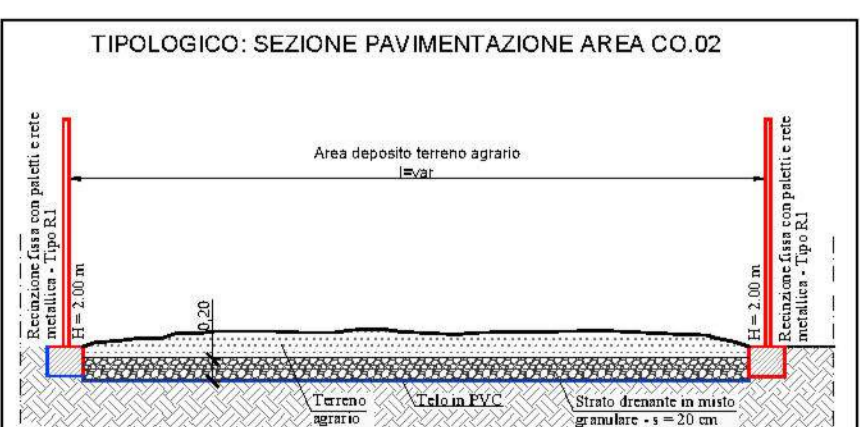 TIPOLOGICO: SEZIONE PAVIMENTAZIONE AREA CO.02
Recinzione fissa con paletti e rete
metallica - Tipo R1
H = 2.00 m
Area deposito terreno agrario
l=var
0,20
H = 2.00 m
Recinzione fissa con paletti e rete
metallica - Tipo R1
Terreno
agrario
Telo in PVC
Strato drenante in misto
granulare - s = 20 cm